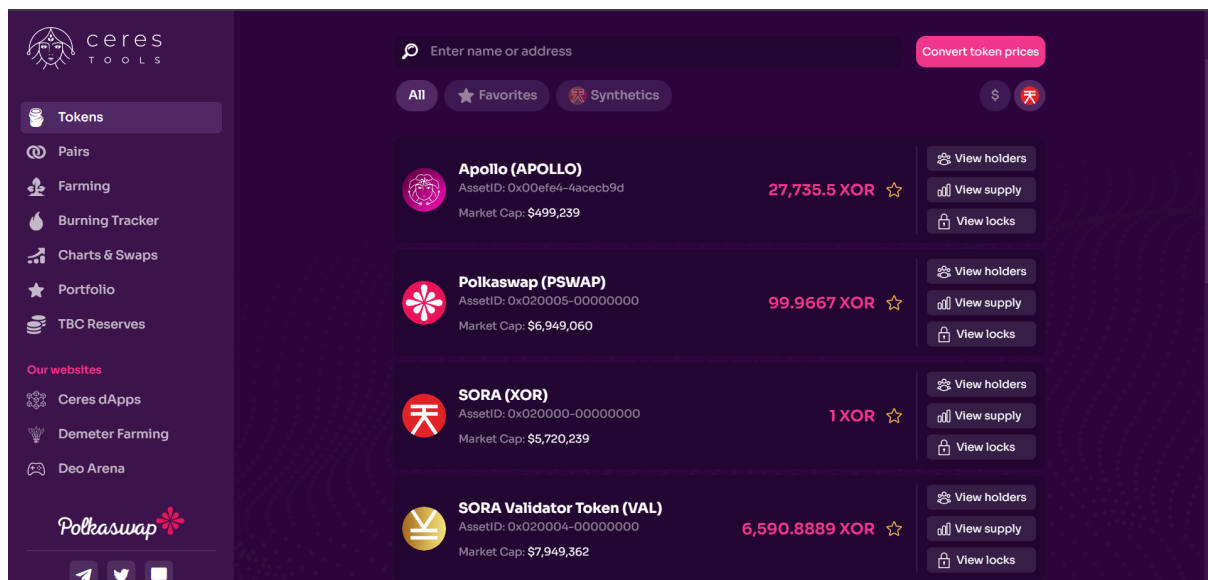 ceres
TOOLS
Tokens
Pairs
Farming
Burning Tracker
Charts & Swaps
Portfolio
TBC Reserves
Our websites
Ceres dApps
Demeter Farming
Deo Arena
Polkaswap
Enter name or address
Convert token prices
All
Favorites
Synthetics
$
Apollo (APOLLO)
AssetID: 0x00efe4-4acecb9d
Market Cap: $499,239
27,735.5 XOR
View holders
View supply
View locks
Polkaswap (PSWAP)
AssetID: 0x020005-00000000
Market Cap: $6,949,060
99.9667 XOR
View holders
View supply
View locks
SORA (XOR)
AssetID: 0x020000-00000000
Market Cap: $5,720,239
1 XOR
View holders
View supply
View locks
SORA Validator Token (VAL)
AssetID: 0x020004-00000000
Market Cap: $7,949,362
6,590.8889 XOR
View holders
View supply
View locks